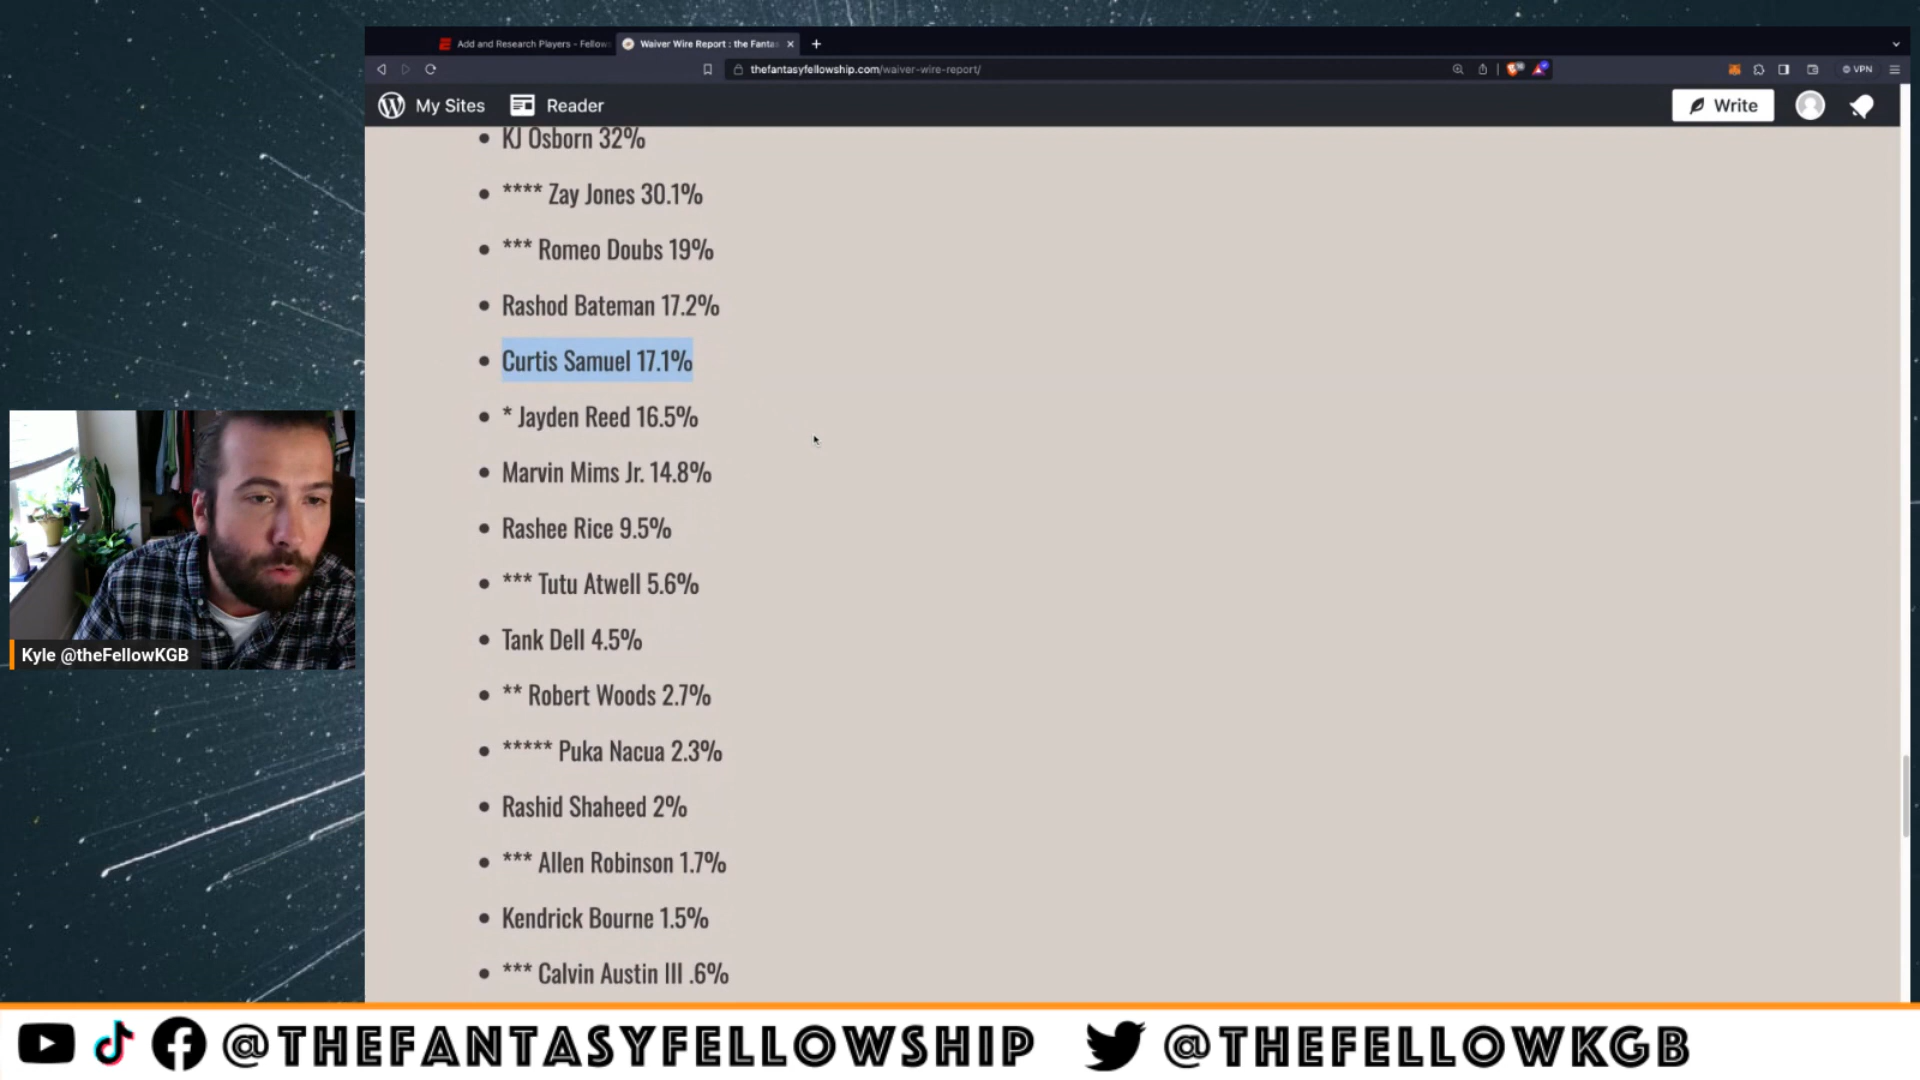 Add and Research Players - Fellow
Waiver Wire Report : the Fanta
thefantasyfellowship.com/waiver-wire-report/
VPN
My Sites
Reader
Write
• KJ Osborn 32%
• **** Zay Jones 30.1%
• *** Romeo Doubs 19%
• Rashod Bateman 17.2%
• Curtis Samuel 17.1%
• * Jayden Reed 16.5%
• Marvin Mims Jr. 14.8%
• Rashee Rice 9.5%
• *** Tutu Atwell 5.6%
• Tank Dell 4.5%
• ** Robert Woods 2.7%
• ***** Puka Nacua 2.3%
• Rashid Shaheed 2%
• *** Allen Robinson 1.7%
• Kendrick Bourne 1.5%
• *** Calvin Austin III .6%
Kyle @theFellowKGB
@THEFANTASYFELLOWSHIP
@THEFELLOWKGB